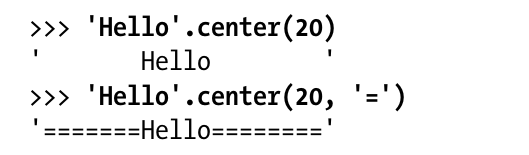 >>> 'Hello'.center(20)
'       Hello        '
>>> 'Hello'.center(20, '=')
'=======Hello========'